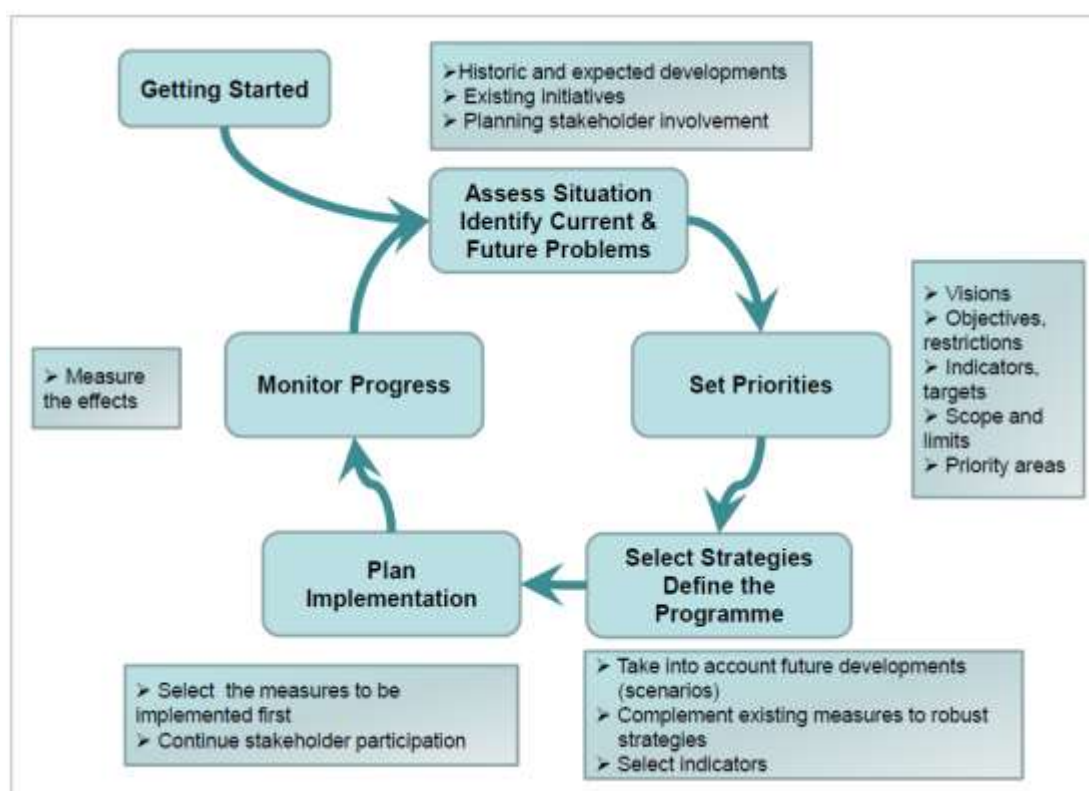 Getting Started
➢Historic and expected developments
➢ Existing initiatives
➢ Planning stakeholder involvement
Assess Situation
Identify Current &
Future Problems
➢ Visions
➢ Objectives,
restrictions
➢ Indicators,
targets
➢ Scope and
limits
➢ Priority areas
Set Priorities
Monitor Progress
➢ Measure
the effects
Select Strategies
Define the
Programme
Plan
Implementation
➢ Take into account future developments
(scenarios)
➢ Complement existing measures to robust
strategies
➢ Select indicators
➢ Select the measures to be
implemented first
➢ Continue stakeholder participation